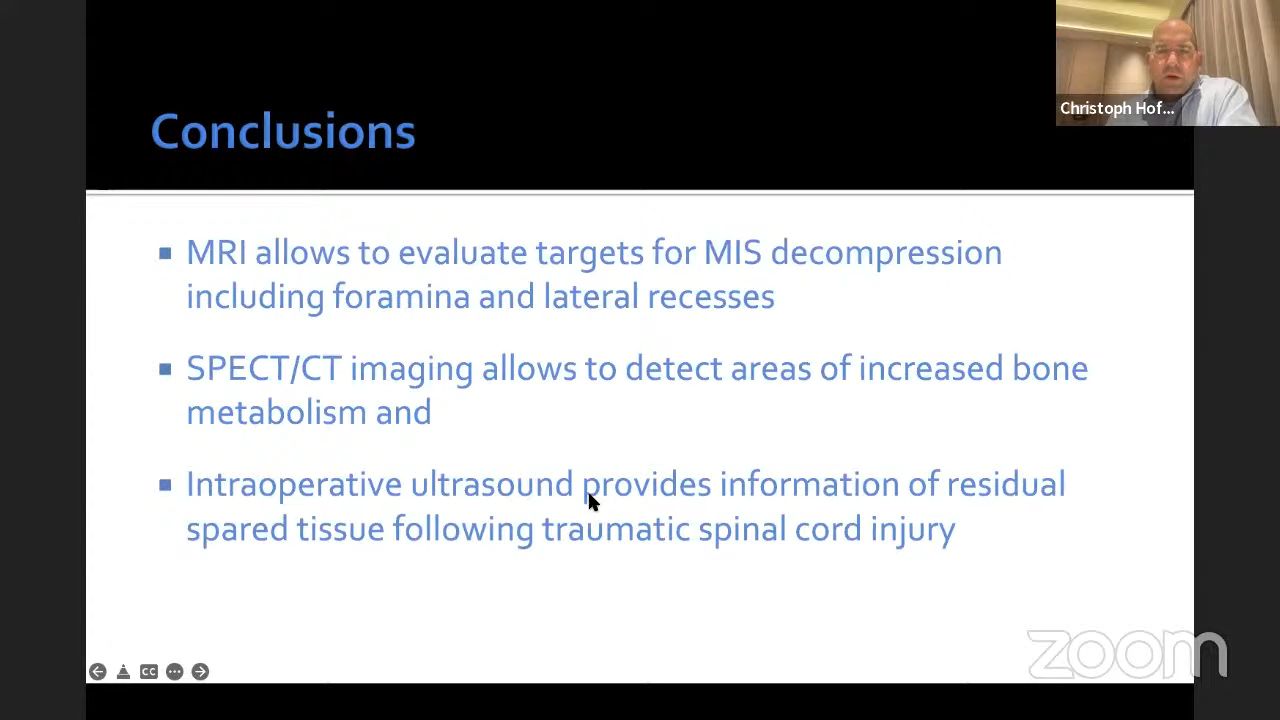 Christoph Hof...
Conclusions
MRI allows to evaluate targets for MIS decompression
including foramina and lateral recesses
SPECT/CT imaging allows to detect areas of increased bone
metabolism and
Intraoperative ultrasound provides information of residual
spared tissue following traumatic spinal cord injury
CC
zoom